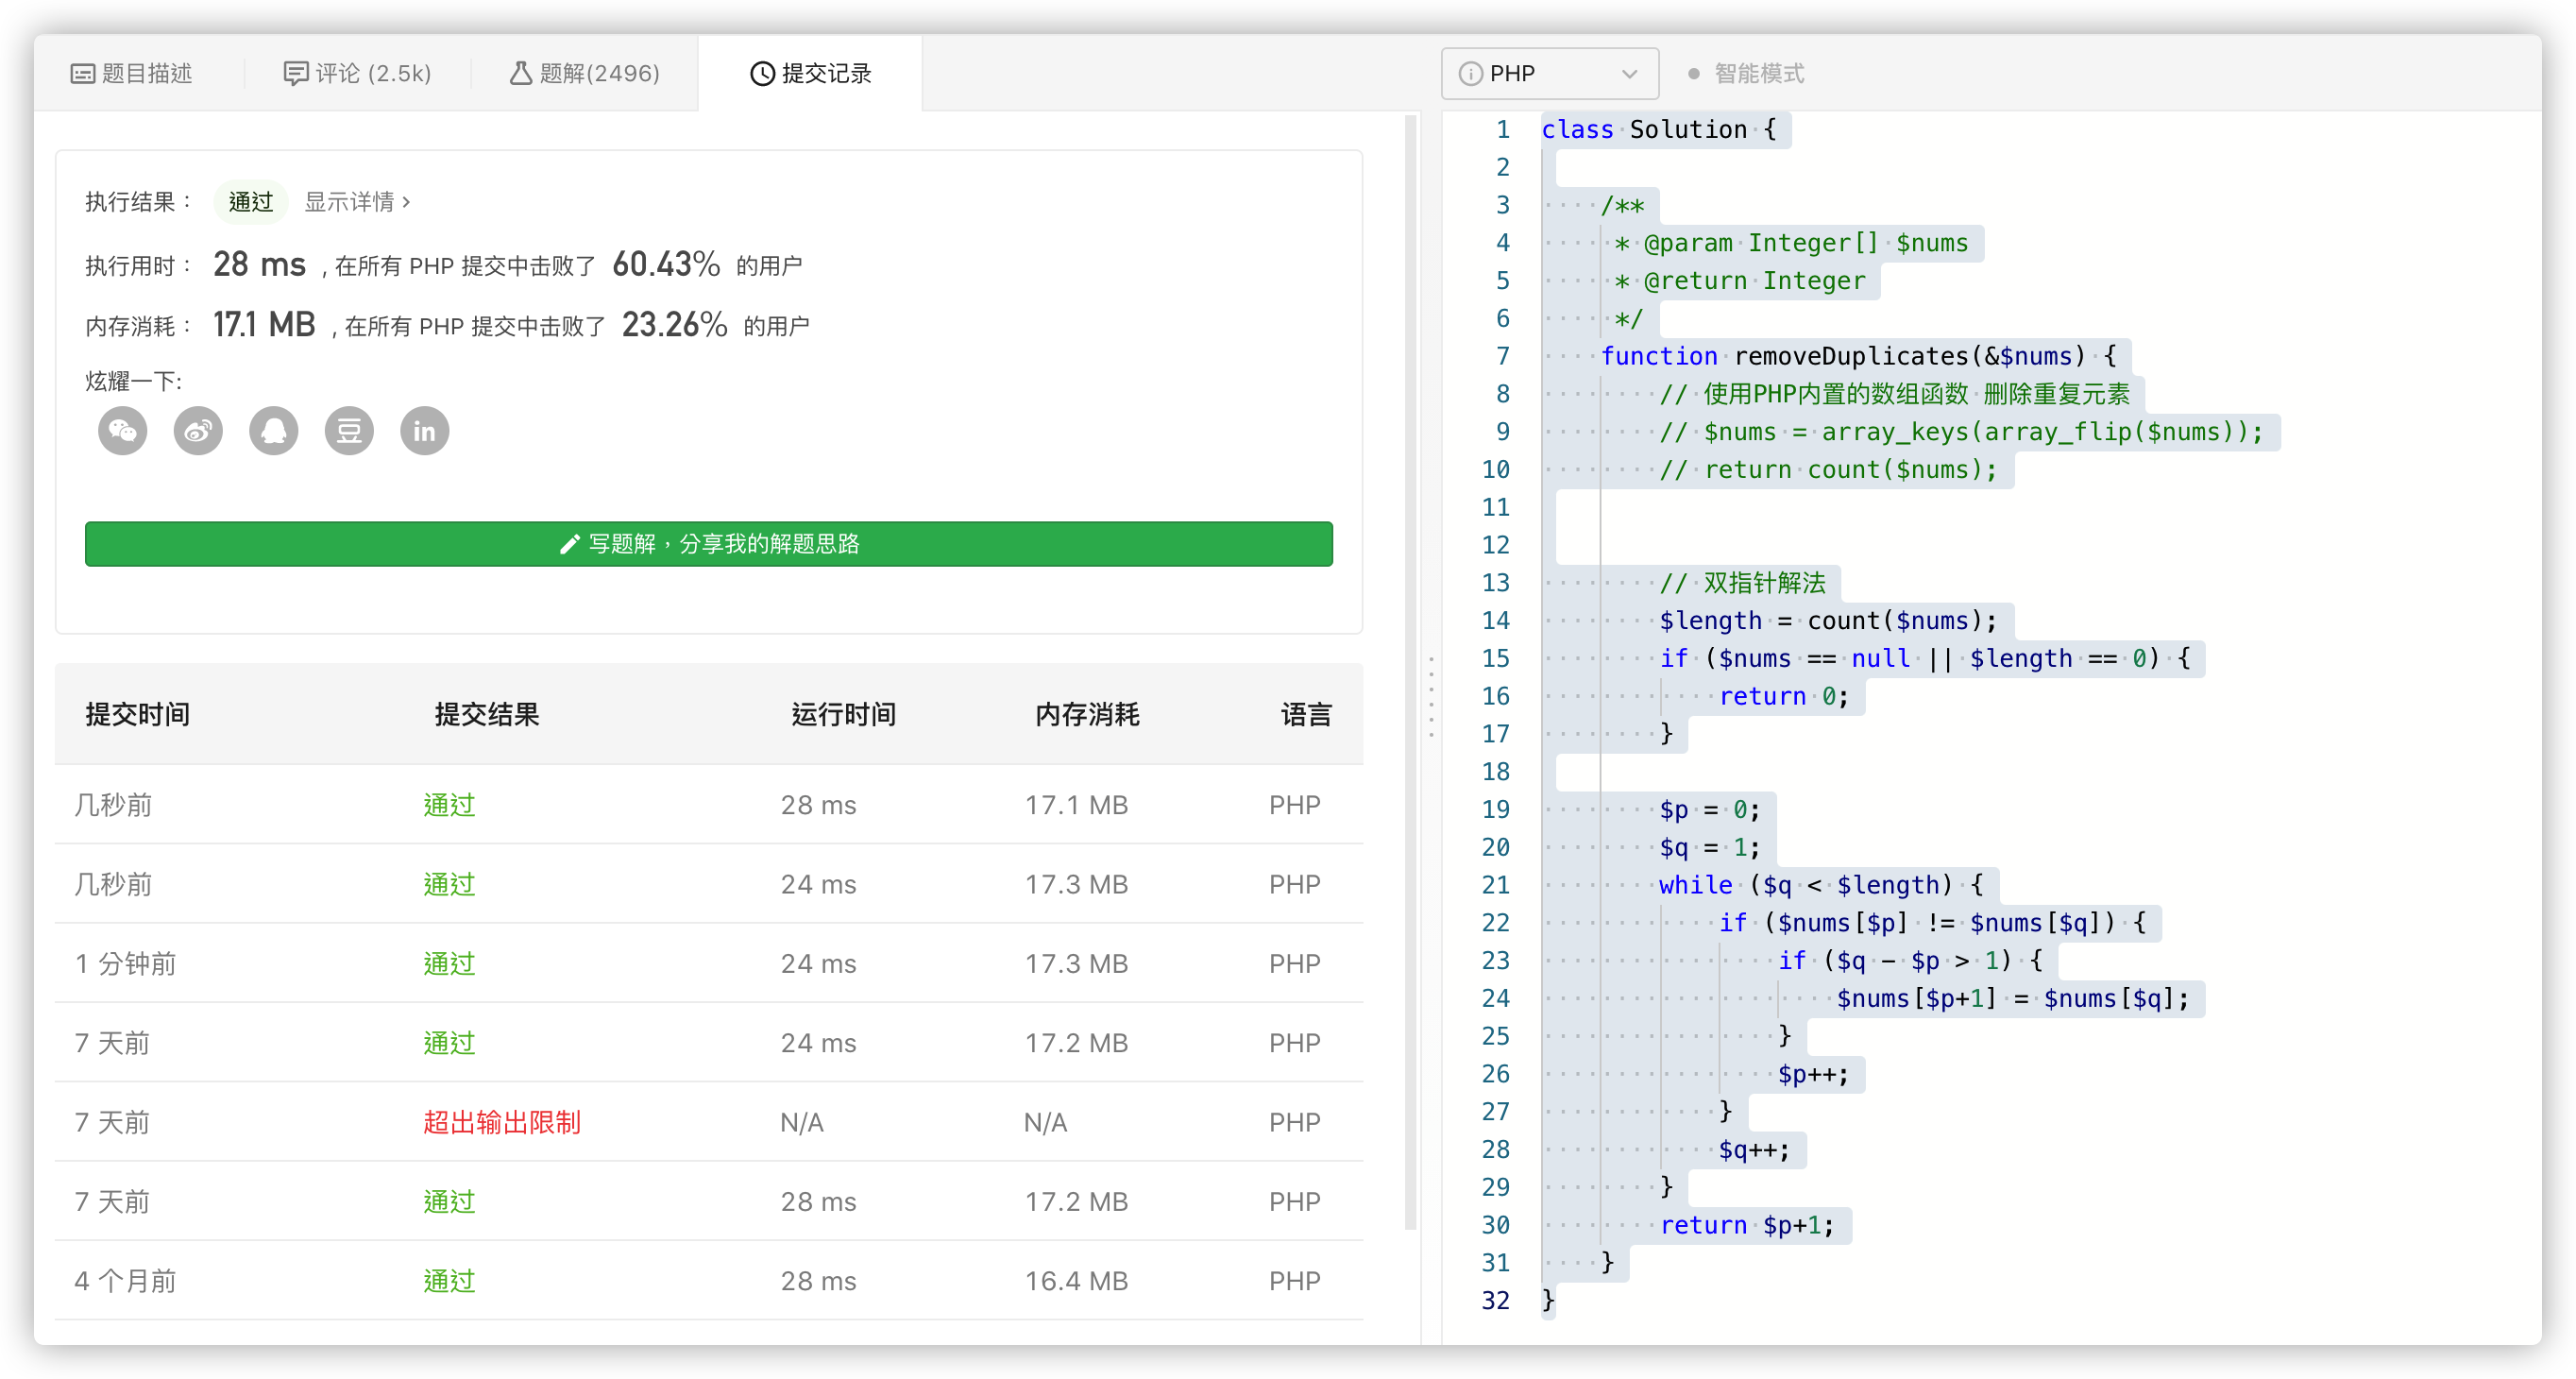 题目描述
评论 (2.5k)
题解(2496)
提交记录
执行结果： 通过 显示详情 >
执行用时： 28 ms , 在所有 PHP 提交中击败了 60.43% 的用户
内存消耗： 17.1 MB , 在所有 PHP 提交中击败了 23.26% 的用户
炫耀一下:
in
写题解，分享我的解题思路
提交时间 提交结果 运行时间 内存消耗 语言
几秒前 通过 28 ms 17.1 MB PHP
几秒前 通过 24 ms 17.3 MB PHP
1 分钟前 通过 24 ms 17.3 MB PHP
7 天前 通过 24 ms 17.2 MB PHP
7 天前 超出输出限制 N/A N/A PHP
7 天前 通过 28 ms 17.2 MB PHP
4 个月前 通过 28 ms 16.4 MB PHP
PHP
智能模式
1 class Solution {
2
3     /**
4      * @param Integer[] $nums
5      * @return Integer
6      */
7     function removeDuplicates(&$nums) {
8         // 使用PHP内置的数组函数 删除重复元素
9         // $nums = array_keys(array_flip($nums));
10         // return count($nums);
11
12
13         // 双指针解法
14         $length = count($nums);
15         if ($nums == null || $length == 0) {
16             return 0;
17         }
18
19         $p = 0;
20         $q = 1;
21         while ($q < $length) {
22             if ($nums[$p] != $nums[$q]) {
23                 if ($q - $p > 1) {
24                     $nums[$p+1] = $nums[$q];
25                 }
26                 $p++;
27             }
28             $q++;
29         }
30         return $p+1;
31     }
32 }